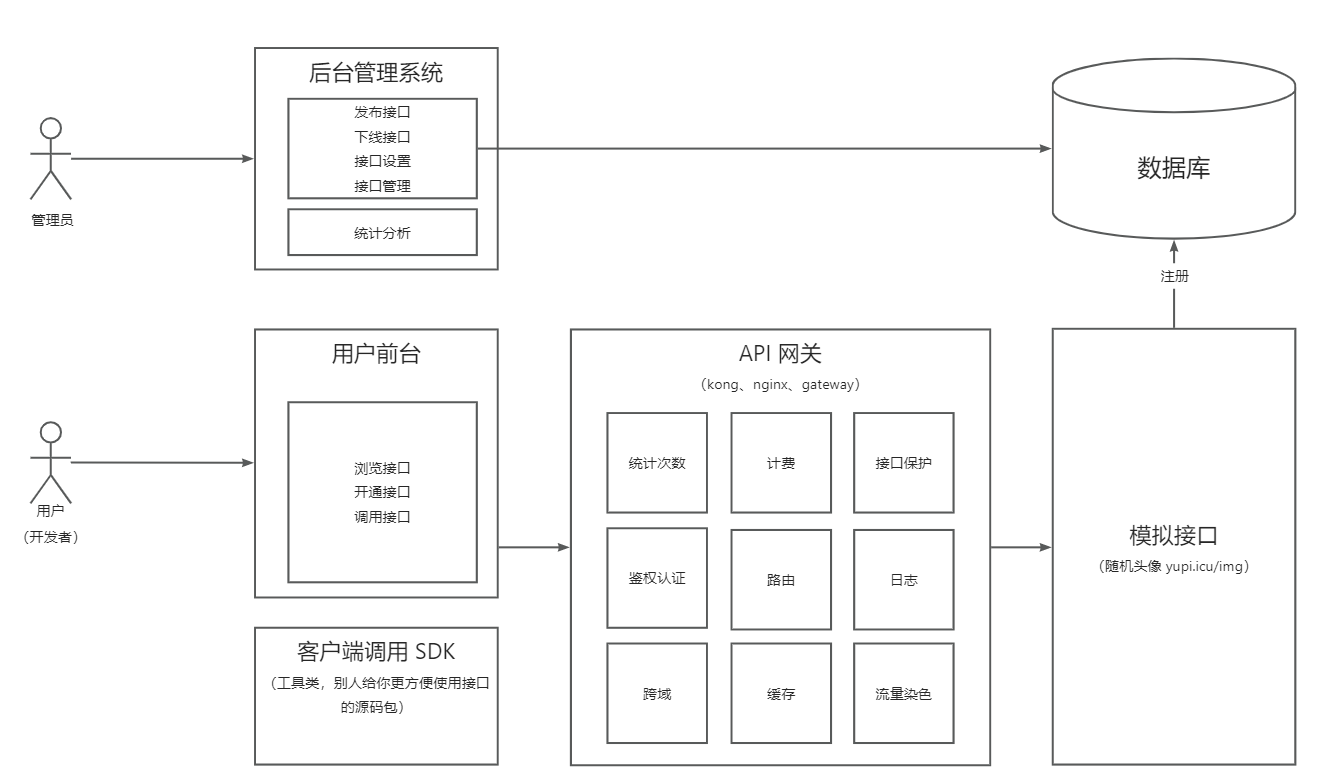 后台管理系统
发布接口
下线接口
接口设置
接口管理
统计分析
管理员
数据库
注册
用户前台
浏览接口
开通接口
调用接口
用户
（开发者）
API 网关
（kong、nginx、gateway）
统计次数
计费
接口保护
鉴权认证
路由
日志
跨域
缓存
流量染色
模拟接口
（随机头像 yupi.icu/img）
客户端调用 SDK
（工具类，别人给你更方便使用接口
的源码包）